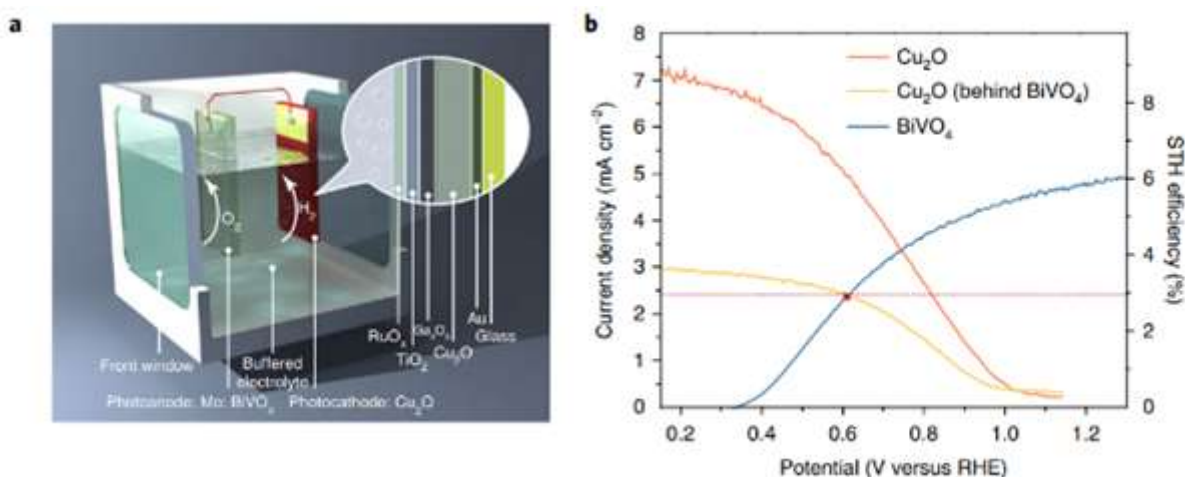 a
O₂
H₂
RuO₄
TiO₂
Ga₂O₃
Cu₂O
Au
Glass
Front window
Buffered
electrolyte
Photoanode: Mo: BiVO₄ Photocathode: Cu₂O
b
Current density (mA cm⁻²)
8
7
6
5
4
3
2
1
0
Cu₂O
Cu₂O (behind BiVO₄)
BiVO₄
8
6
4
2
0
STH efficiency (%)
0.2 0.4 0.6 0.8 1.0 1.2
Potential (V versus RHE)